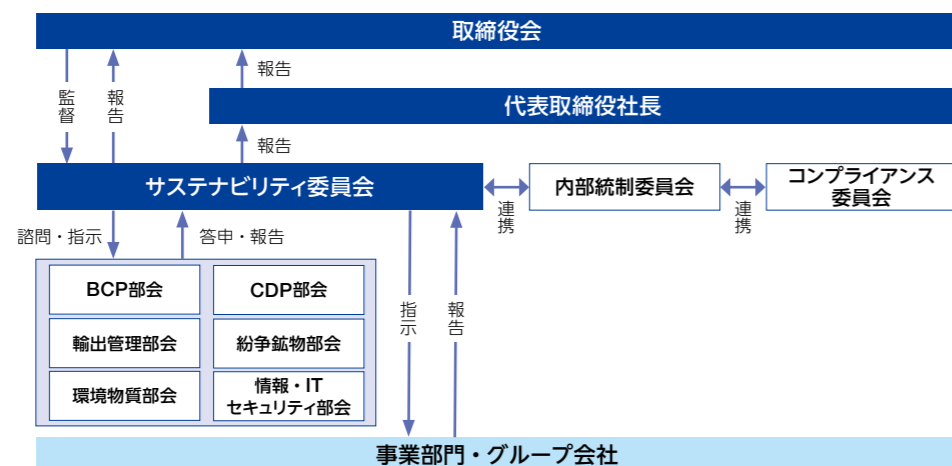 取締役会
監督
報告
報告
代表取締役社長
報告
サステナビリティ委員会
連携
内部統制委員会
連携
コンプライアンス
委員会
諮問・指示
答申・報告
BCP部会
CDP部会
輸出管理部会
紛争鉱物部会
環境物質部会
情報・IT
セキュリティ部会
指示
報告
事業部門・グループ会社